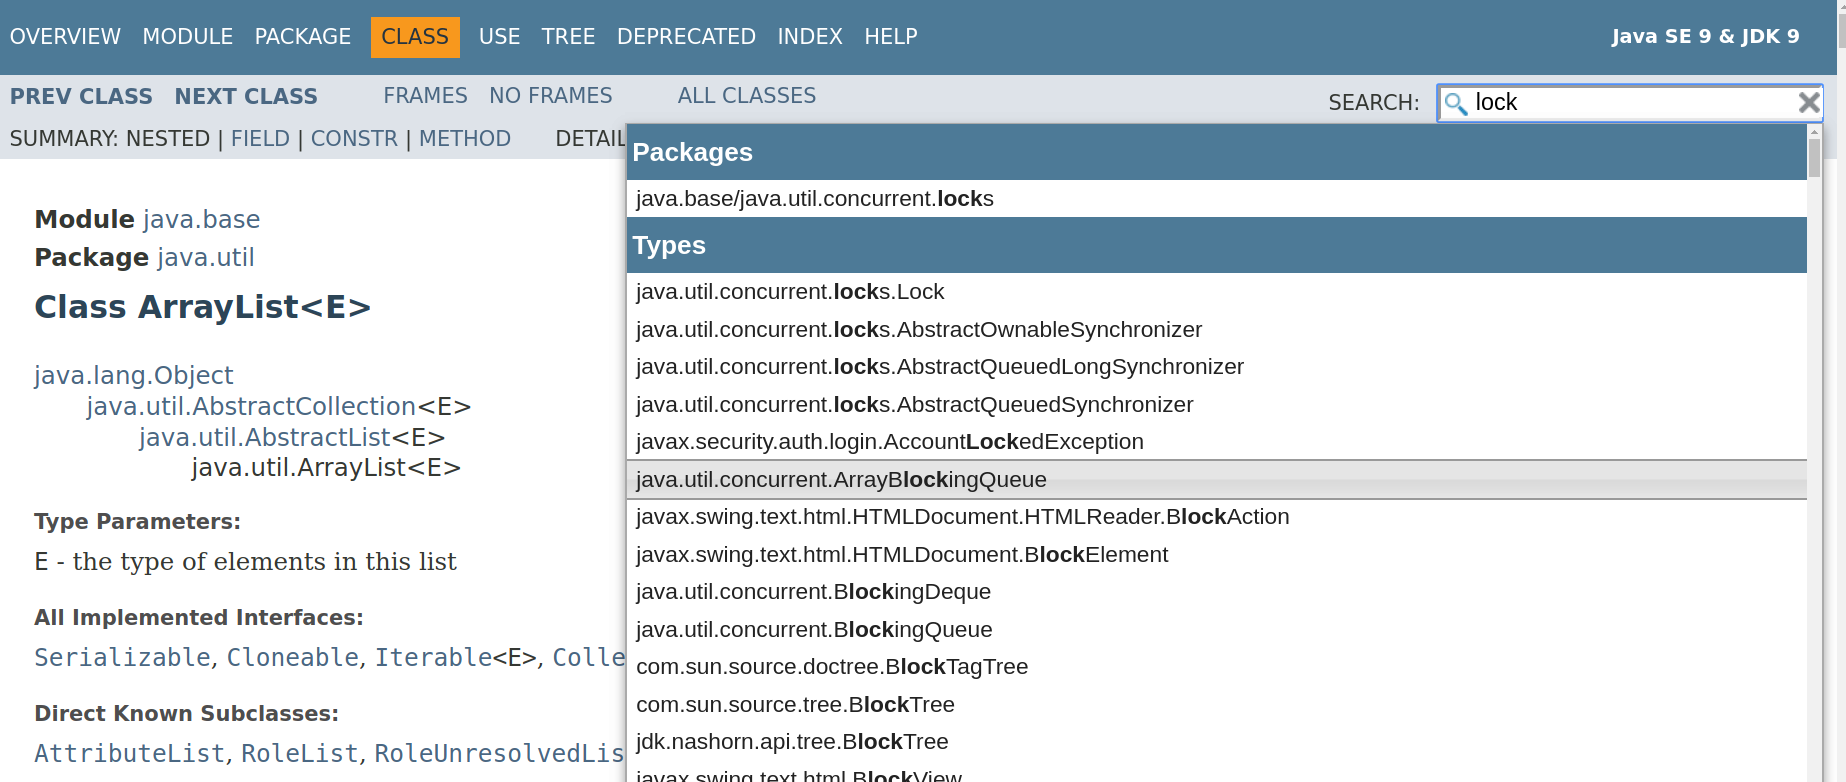 OVERVIEW MODULE PACKAGE CLASS USE TREE DEPRECATED INDEX HELP Java SE 9 & JDK 9
PREV CLASS NEXT CLASS FRAMES NO FRAMES ALL CLASSES SEARCH: lock
SUMMARY: NESTED | FIELD | CONSTR | METHOD DETAIL
Packages
java.base/java.util.concurrent.locks
Types
java.util.concurrent.locks.Lock
java.util.concurrent.locks.AbstractOwnableSynchronizer
java.util.concurrent.locks.AbstractQueuedLongSynchronizer
java.util.concurrent.locks.AbstractQueuedSynchronizer
javax.security.auth.login.AccountLockedException
java.util.concurrent.ArrayBlockingQueue
javax.swing.text.html.HTMLDocument.HTMLReader.BlockAction
javax.swing.text.html.HTMLDocument.BlockElement
java.util.concurrent.BlockingDeque
java.util.concurrent.BlockingQueue
com.sun.source.doctree.BlockTagTree
com.sun.source.tree.BlockTree
jdk.nashorn.api.tree.BlockTree
javax.swing.text.html.BlockView
Module java.base
Package java.util
Class ArrayList<E>
java.lang.Object
java.util.AbstractCollection<E>
java.util.AbstractList<E>
java.util.ArrayList<E>
Type Parameters:
E - the type of elements in this list
All Implemented Interfaces:
Serializable, Cloneable, Iterable<E>, Colle
Direct Known Subclasses:
AttributeList, RoleList, RoleUnresolvedLis